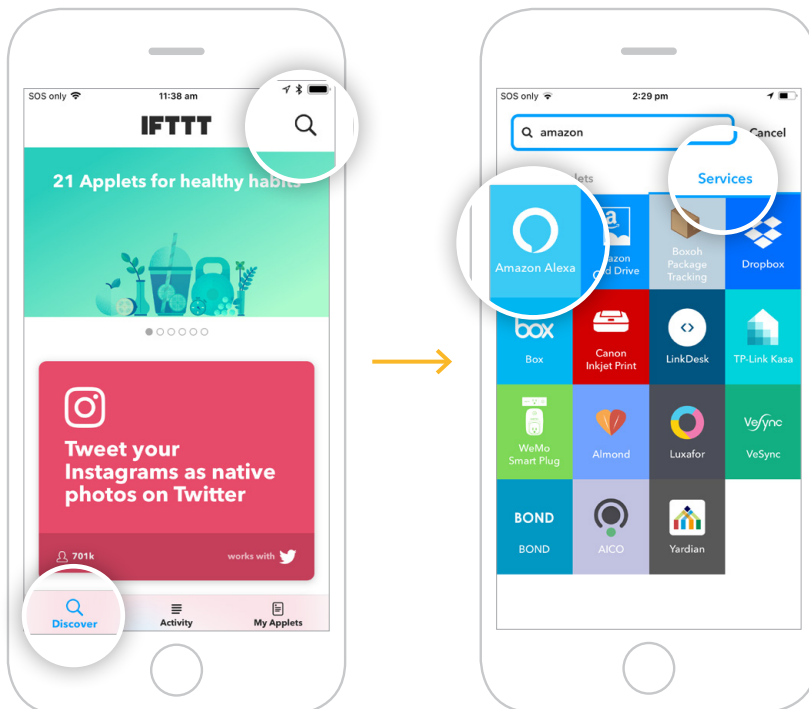 SOS only
11:38 am
IFTTT
21 Applets for healthy habits
Tweet your
Instagrams as native
photos on Twitter
701k
works with
Discover
Activity
My Applets
SOS only
2:29 pm
amazon
Cancel
lets
Services
Amazon Alexa
a
azon
d Drive
Boxoh
Package
Tracking
Dropbox
box
Box
Canon
Inkjet Print
LinkDesk
TP-Link Kasa
WeMo
Smart Plug
Almond
Luxafor
VeSync
VeSync
BOND
BOND
AICO
Yardian